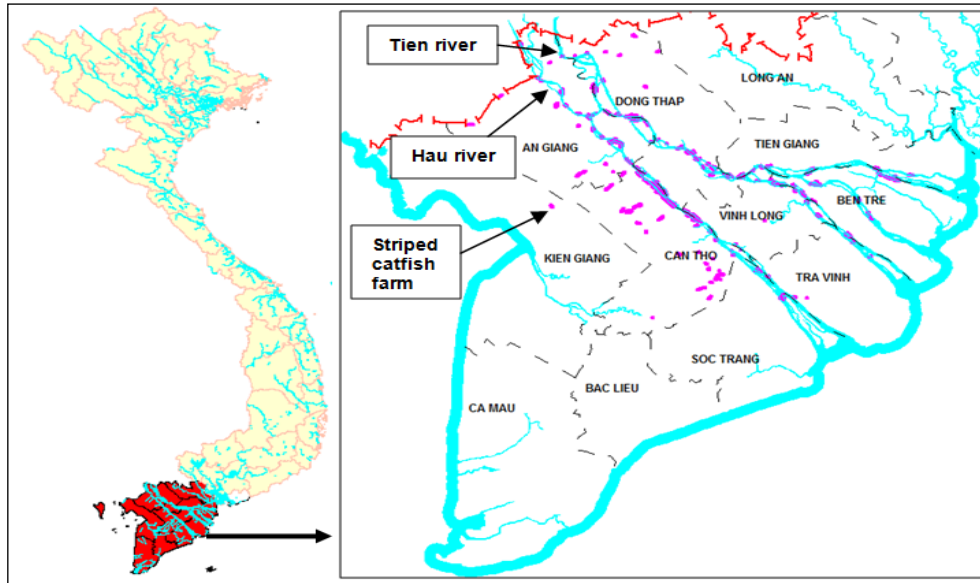 Tien river
LONG AN
DONG THAP
TIEN GIANG
Hau river
AN GIANG
BEN TRE
VINH LONG
Striped
catfish
farm
KIEN GIANG
CAN THO
TRA VINH
SOC TRANG
BAC LIEU
CA MAU